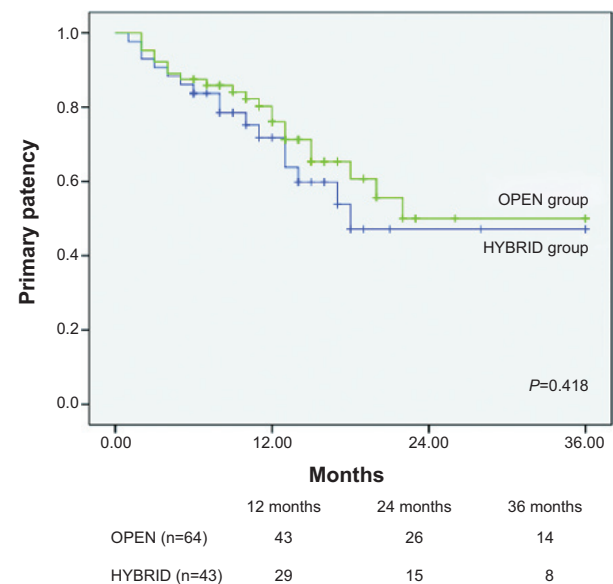 1.0
0.8
0.6
0.4
0.2
0.0
Primary patency
OPEN group
HYBRID group
P=0.418
0.00 12.00 24.00 36.00
Months
12 months 24 months 36 months
OPEN (n=64) 43 26 14
HYBRID (n=43) 29 15 8